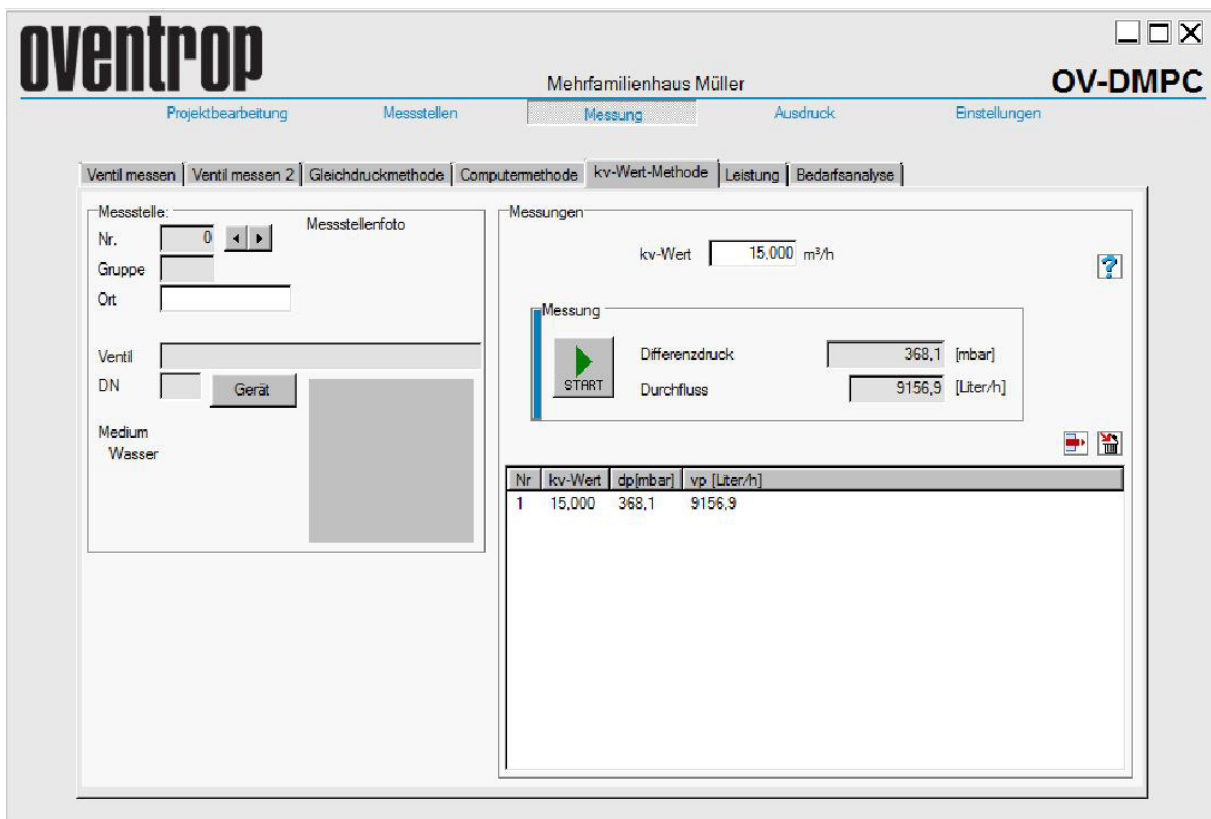 oventrop
Mehrfamilienhaus Müller
OV-DMPC
Projektbearbeitung Messstellen Messung Ausdruck Einstellungen
Ventil messen Ventil messen 2 Gleichdruckmethode Computermethode kv-Wert-Methode Leistung Bedarfsanalyse
Messstelle:
Messstellenfoto
Nr. 0
Gruppe
Ort
Ventil
DN Gerät
Medium
Wasser
Messungen
kv-Wert 15,000 m³/h
?
Messung
START
Differenzdruck 368,1 [mbar]
Durchfluss 9156,9 [Liter/h]
Nr kv-Wert dp[mbar] vp [Liter/h]
1 15,000 368,1 9156,9